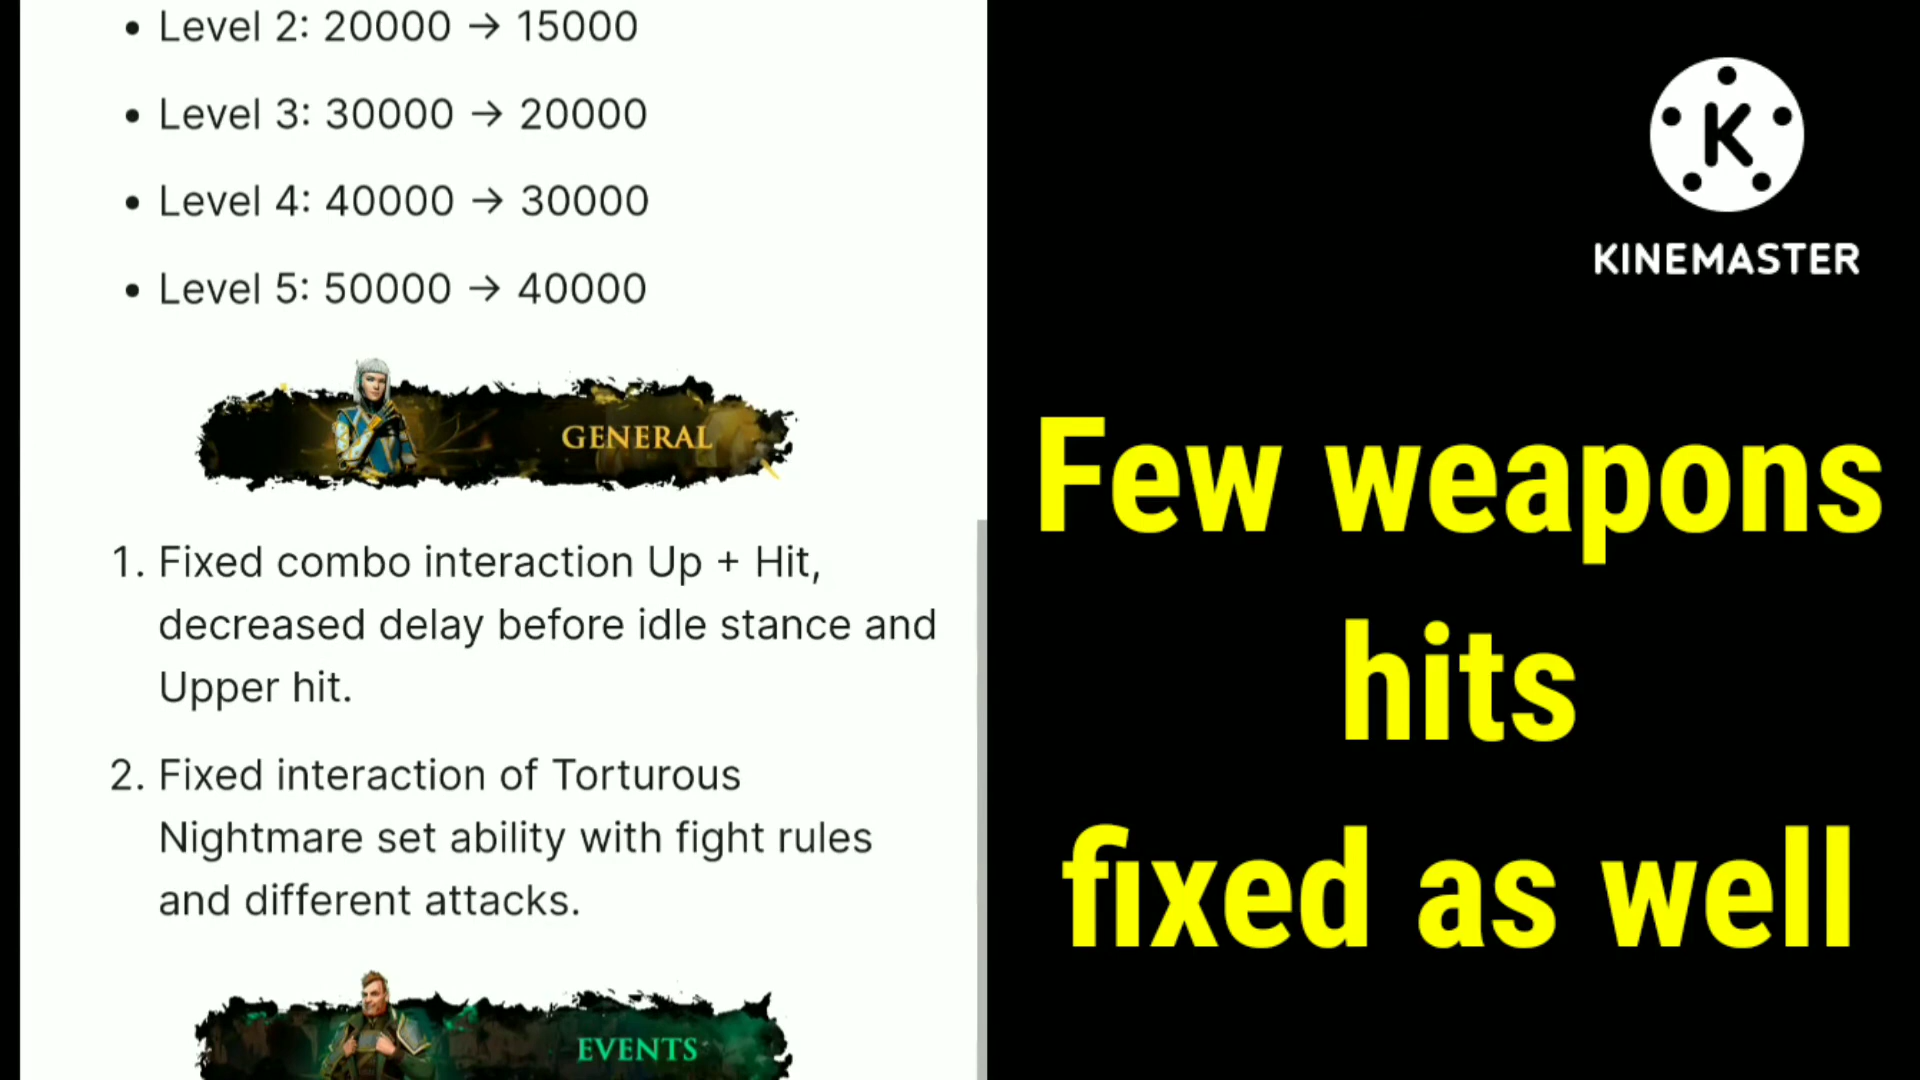 • Level 2: 20000 → 15000
• Level 3: 30000 → 20000
• Level 4: 40000 → 30000
• Level 5: 50000 → 40000
GENERAL
1. Fixed combo interaction Up + Hit,
decreased delay before idle stance and
Upper hit.
2. Fixed interaction of Torturous
Nightmare set ability with fight rules
and different attacks.
EVENTS
K
KINEMASTER
Few weapons
hits
fixed as well